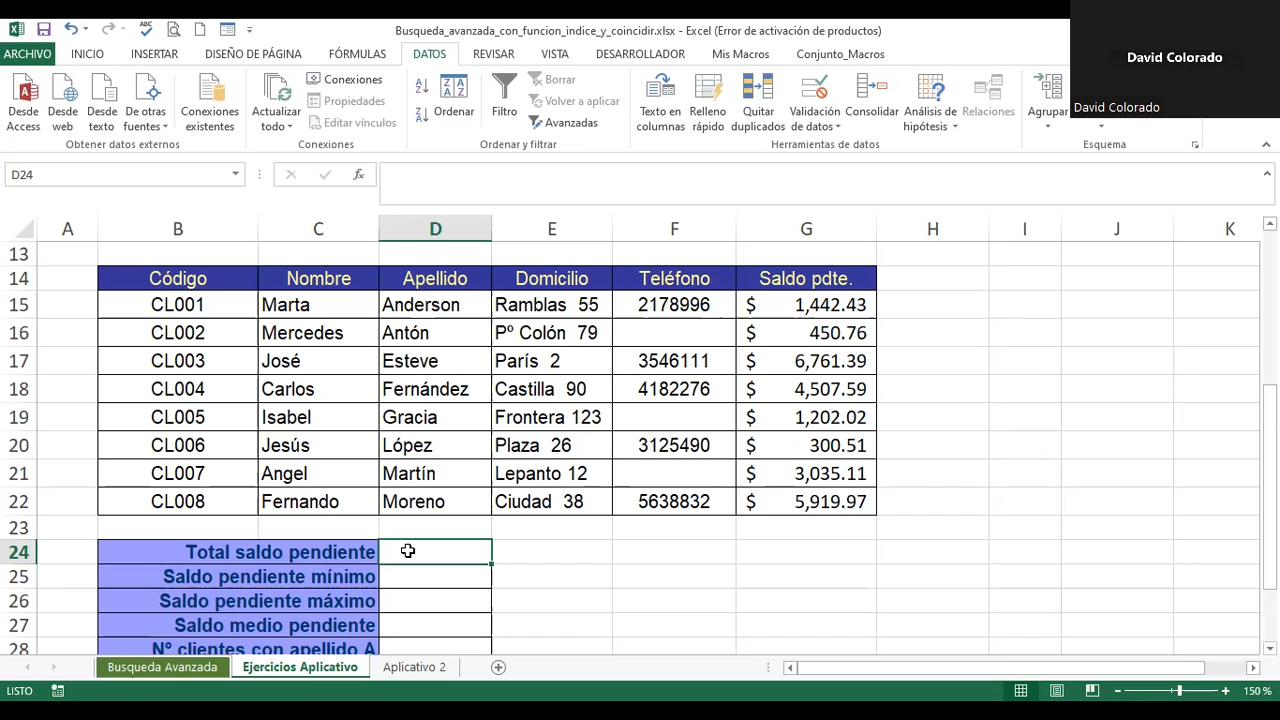 Busqueda_avanzada_con_funcion_indice_y_coincidir.xlsx - Excel (Error de activación de productos)
David Colorado
David Colorado
ARCHIVO INICIO INSERTAR DISEÑO DE PÁGINA FÓRMULAS DATOS REVISAR VISTA DESARROLLADOR Mis Macros Conjunto_Macros
Desde Access
Desde web
Desde texto
De otras fuentes
Conexiones existentes
Actualizar todo
Conexiones
Propiedades
Editar vínculos
Ordenar
Filtro
Borrar
Volver a aplicar
Avanzadas
Texto en columnas
Relleno rápido
Quitar duplicados
Validación de datos
Consolidar
Análisis de hipótesis
Relaciones
Agrupar
Obtener datos externos Conexiones Ordenar y filtrar Herramientas de datos Esquema
D24
fx
A B C D E F G H I J K
13
14 Código Nombre Apellido Domicilio Teléfono Saldo pdte.
15 CL001 Marta Anderson Ramblas 55 2178996 $ 1,442.43
16 CL002 Mercedes Antón Pº Colón 79 $ 450.76
17 CL003 José Esteve París 2 3546111 $ 6,761.39
18 CL004 Carlos Fernández Castilla 90 4182276 $ 4,507.59
19 CL005 Isabel Gracia Frontera 123 $ 1,202.02
20 CL006 Jesús López Plaza 26 3125490 $ 300.51
21 CL007 Angel Martín Lepanto 12 $ 3,035.11
22 CL008 Fernando Moreno Ciudad 38 5638832 $ 5,919.97
23
24 Total saldo pendiente
25 Saldo pendiente mínimo
26 Saldo pendiente máximo
27 Saldo medio pendiente
28 Nº clientes con apellido A
Busqueda Avanzada Ejercicios Aplicativo Aplicativo 2
LISTO 150 %